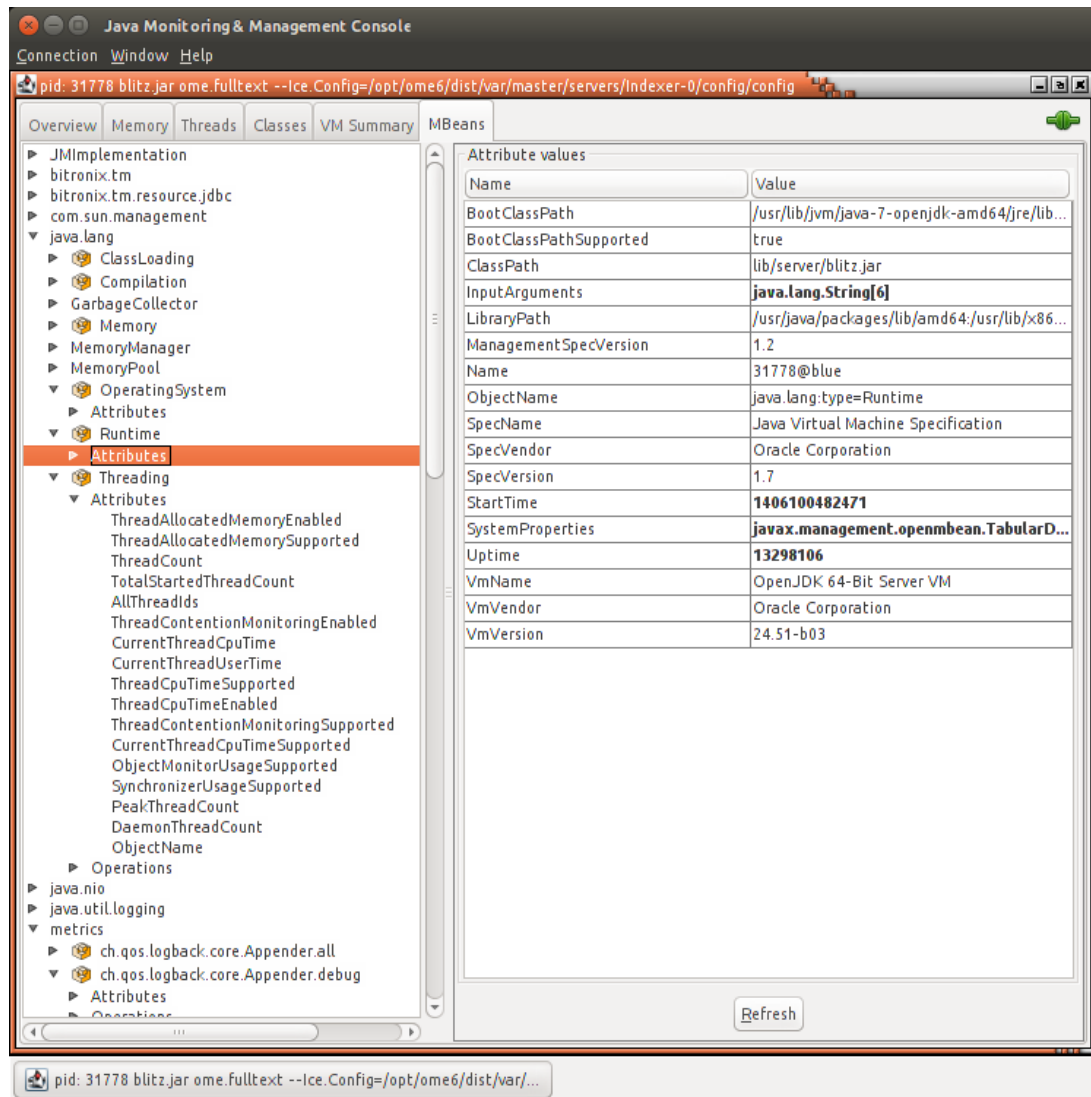 Java Monitoring & Management Console
Connection Window Help
pid: 31778 blitz.jar ome.fulltext --Ice.Config=/opt/ome6/dist/var/master/servers/Indexer-0/config/config
Overview Memory Threads Classes VM Summary MBeans
JMImplementation
bitronix.tm
bitronix.tm.resource.jdbc
com.sun.management
java.lang
ClassLoading
Compilation
GarbageCollector
Memory
MemoryManager
MemoryPool
OperatingSystem
Attributes
Runtime
Attributes
Threading
Attributes
ThreadAllocatedMemoryEnabled
ThreadAllocatedMemorySupported
ThreadCount
TotalStartedThreadCount
AllThreadIds
ThreadContentionMonitoringEnabled
CurrentThreadCpuTime
CurrentThreadUserTime
ThreadCpuTimeSupported
ThreadCpuTimeEnabled
ThreadContentionMonitoringSupported
CurrentThreadCpuTimeSupported
ObjectMonitorUsageSupported
SynchronizerUsageSupported
PeakThreadCount
DaemonThreadCount
ObjectName
Operations
java.nio
java.util.logging
metrics
ch.qos.logback.core.Appender.all
ch.qos.logback.core.Appender.debug
Attributes
Operations
Attribute values
Name Value
BootClassPath /usr/lib/jvm/java-7-openjdk-amd64/jre/lib...
BootClassPathSupported true
ClassPath lib/server/blitz.jar
InputArguments java.lang.String[6]
LibraryPath /usr/java/packages/lib/amd64:/usr/lib/x86...
ManagementSpecVersion 1.2
Name 31778@blue
ObjectName java.lang:type=Runtime
SpecName Java Virtual Machine Specification
SpecVendor Oracle Corporation
SpecVersion 1.7
StartTime 1406100482471
SystemProperties javax.management.openmbean.TabularD...
Uptime 13298106
VmName OpenJDK 64-Bit Server VM
VmVendor Oracle Corporation
VmVersion 24.51-b03
Refresh
pid: 31778 blitz.jar ome.fulltext --Ice.Config=/opt/ome6/dist/var/...